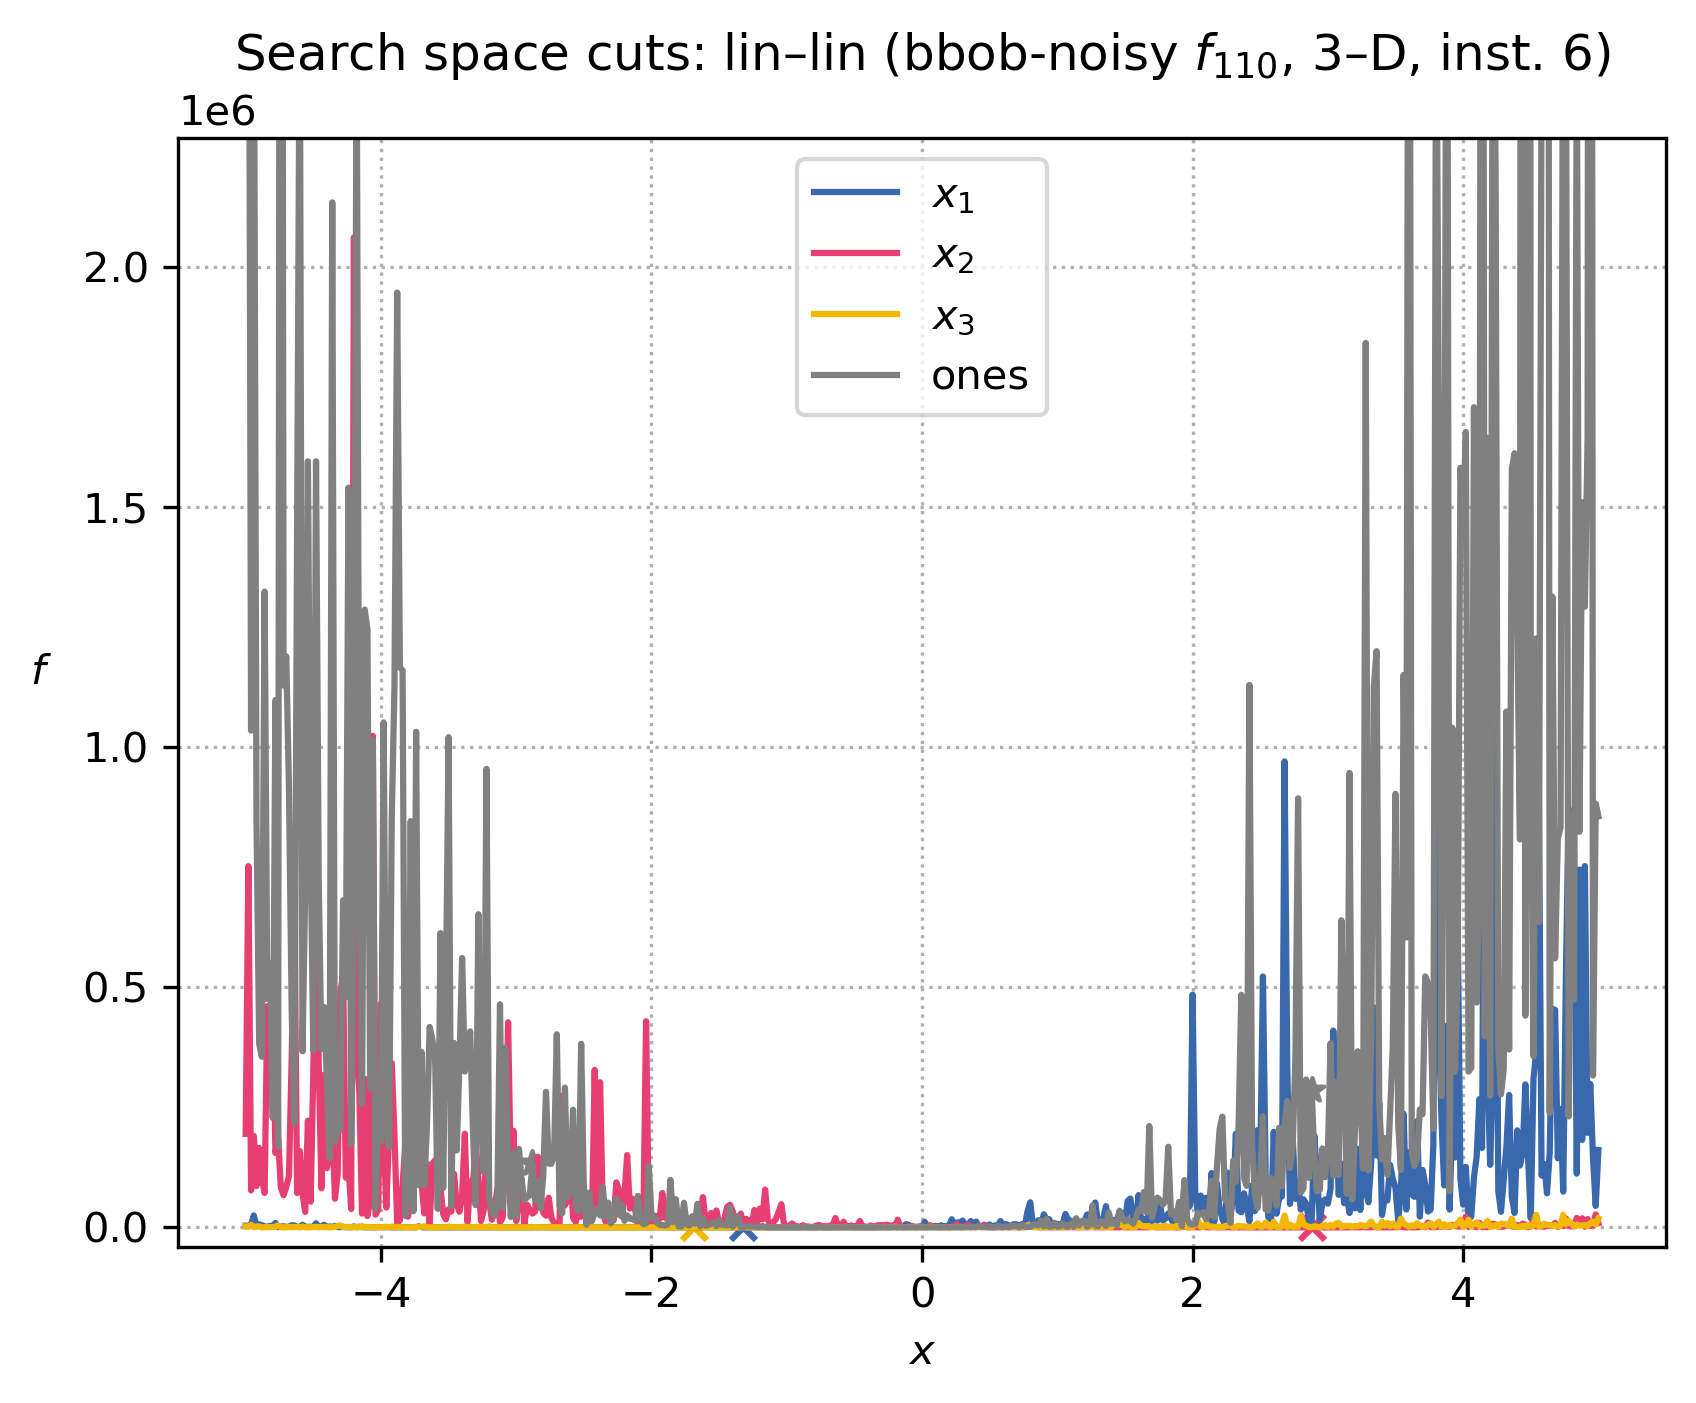 Search space cuts: lin–lin (bbob-noisy f₁₁₀, 3–D, inst. 6)
1e6
x₁
x₂
x₃
ones
2.0
1.5
1.0
0.5
0.0
f
−4
−2
0
2
4
x